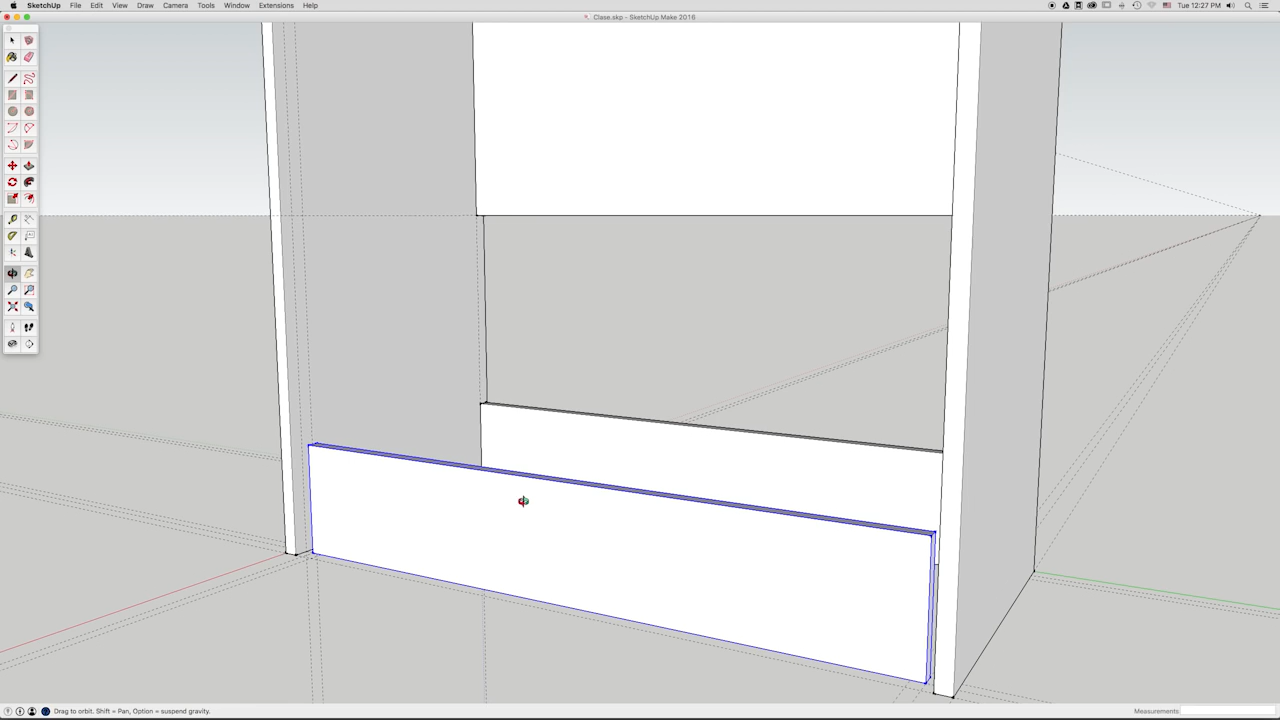 SketchUp File Edit View Draw Camera Tools Window Extensions Help Tue 12:27 PM
Clase.skp - SketchUp Make 2016
Drag to orbit. Shift = Pan, Option = suspend gravity. Measurements